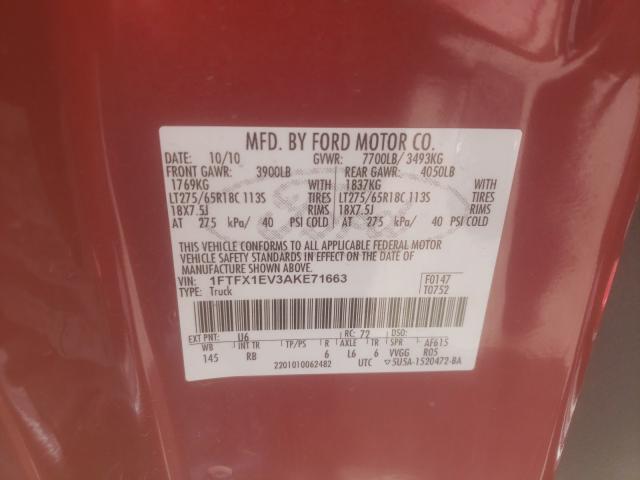 MFD. BY FORD MOTOR CO.
DATE: 10/10 GVWR: 7700LB/ 3493KG
FRONT GAWR: 3900LB REAR GAWR: 4050LB
1769KG WITH 1837KG WITH
LT275/65R18C 113S TIRES LT275/65R18C 113S TIRES
18X7.5J RIMS 18X7.5J RIMS
AT 275 kPa/ 40 PSI COLD AT 275 kPa/ 40 PSI COLD
THIS VEHICLE CONFORMS TO ALL APPLICABLE FEDERAL MOTOR
VEHICLE SAFETY STANDARDS IN EFFECT ON THE DATE OF
MANUFACTURE SHOWN ABOVE.
VIN: 1FTFX1EV3AKE71663 F0147
TYPE: Truck T0752
EXT PNT: U6 RC: 72 DSO:
WB INT TR TP/PS R AXLE TR SPR AF615
145 RB 6 L6 6 VVGG R05
2201010062482 UTC ▽5U5A-1520472-BA